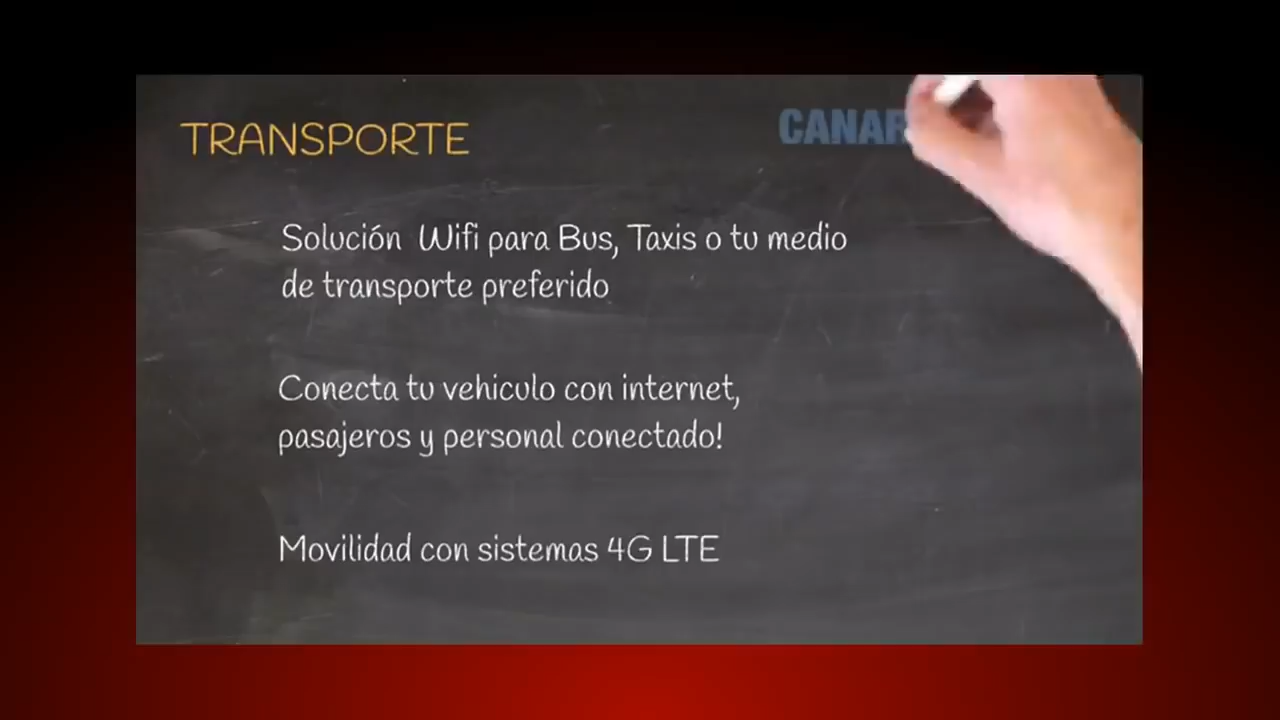 TRANSPORTE
Solución Wifi para Bus, Taxis o tu medio
de transporte preferido
Conecta tu vehiculo con internet,
pasajeros y personal conectado!
Movilidad con sistemas 4G LTE